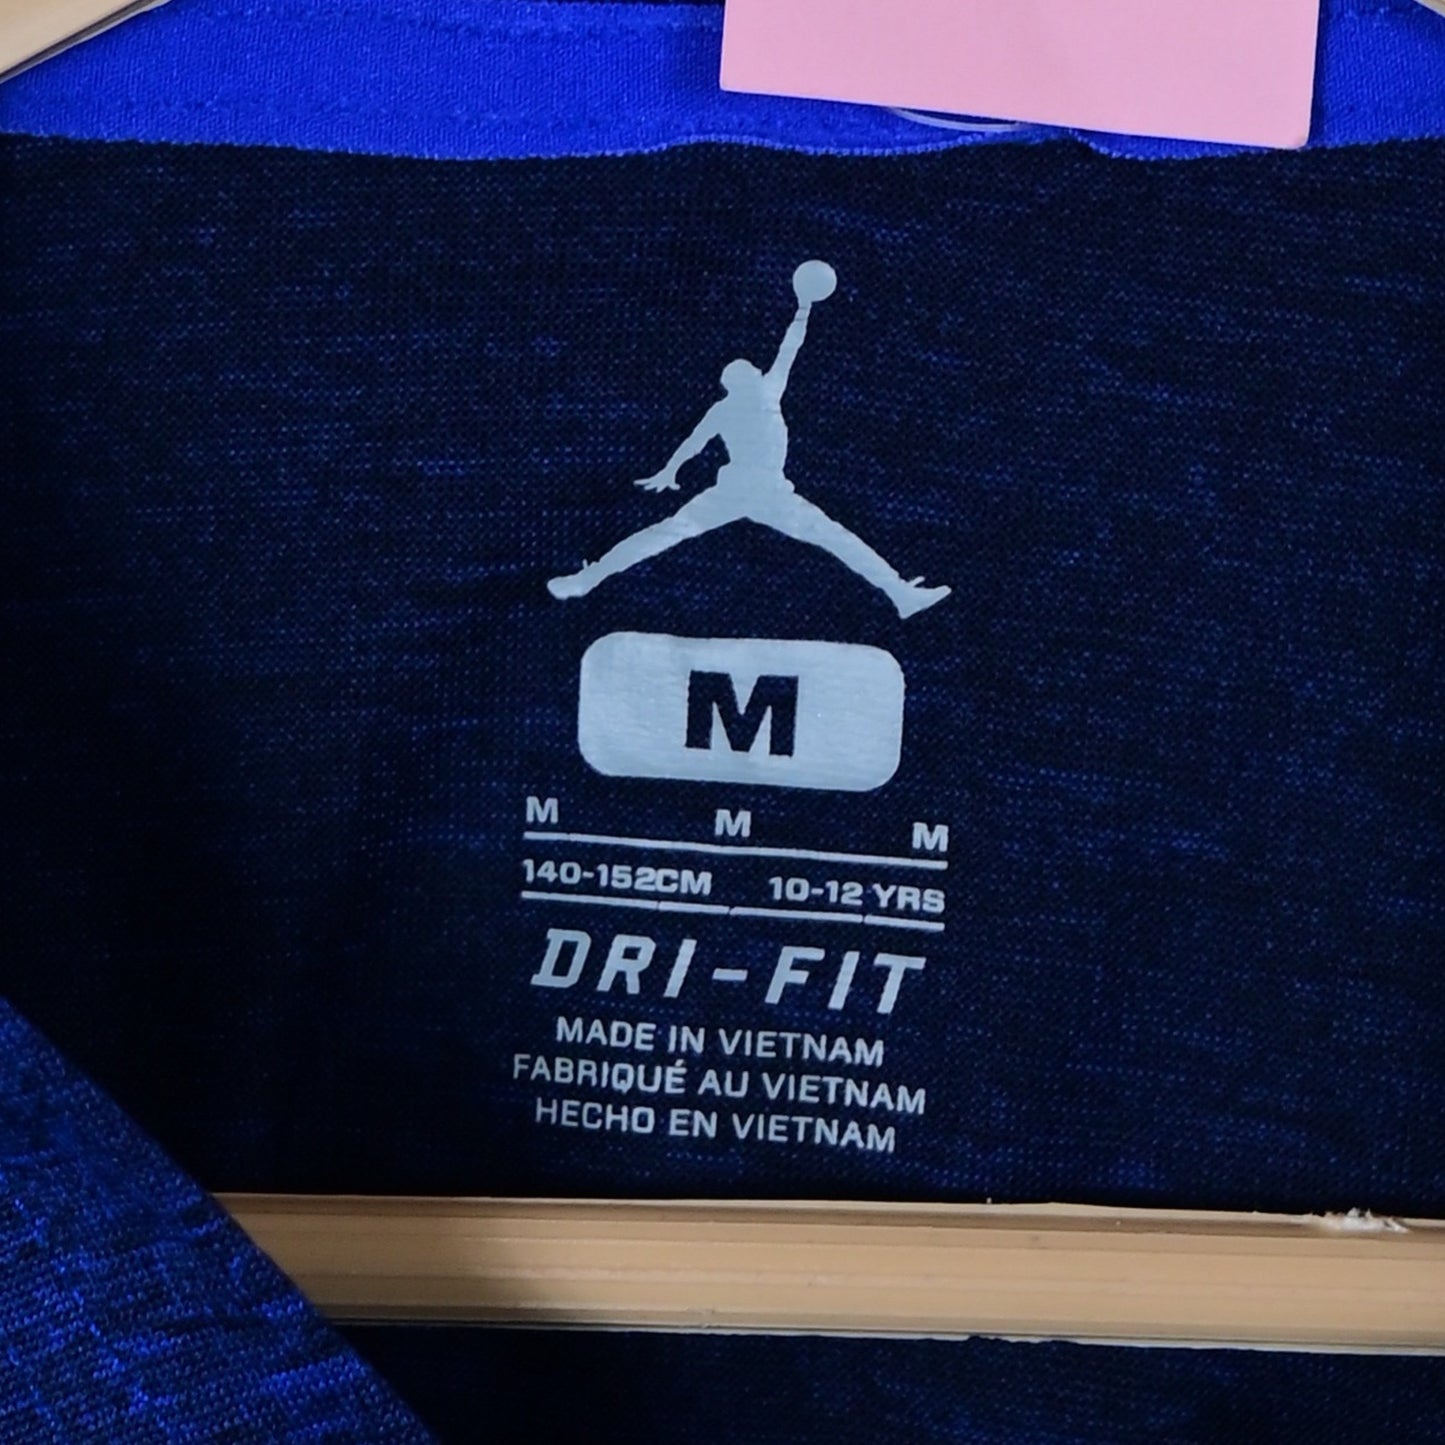 M
M M M
140-152CM 10-12 YRS
DRI-FIT
MADE IN VIETNAM
FABRIQUÉ AU VIETNAM
HECHO EN VIETNAM